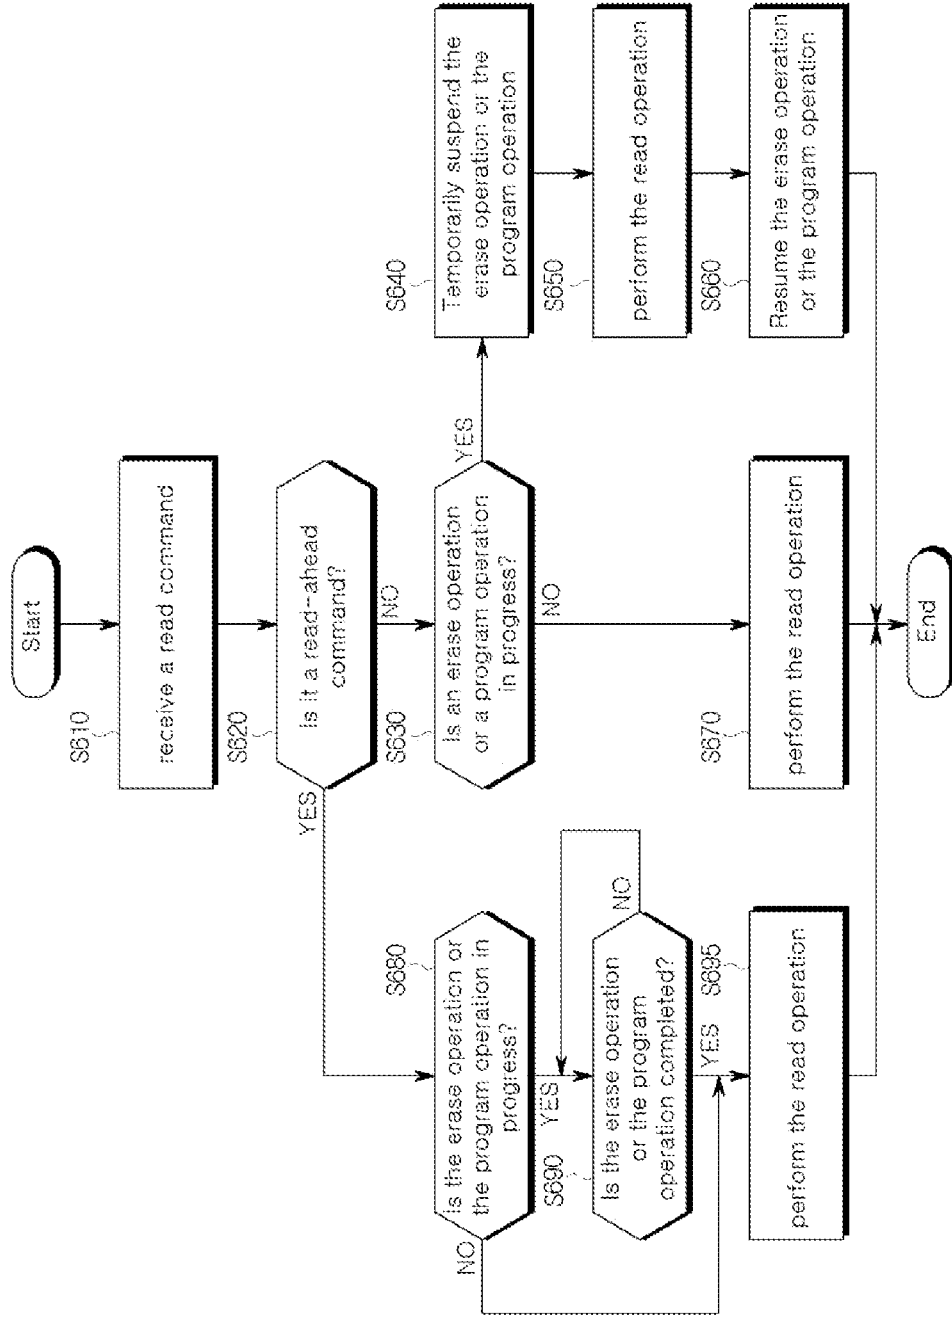 Start
S610
receive a read command
S620
Is it a read-ahead
command?
YES
NO
S630
Is an erase operation
or a program operation
in progress?
YES
NO
S640
Temporarily suspend the
erase operation or the
program operation
S650
perform the read operation
S660
Resume the erase operation
or the program operation
S670
perform the read operation
S680
Is the erase operation or
the program operation in
progress?
NO
YES
S690
Is the erase operation
or the program
operation completed?
NO
YES
S695
perform the read operation
End